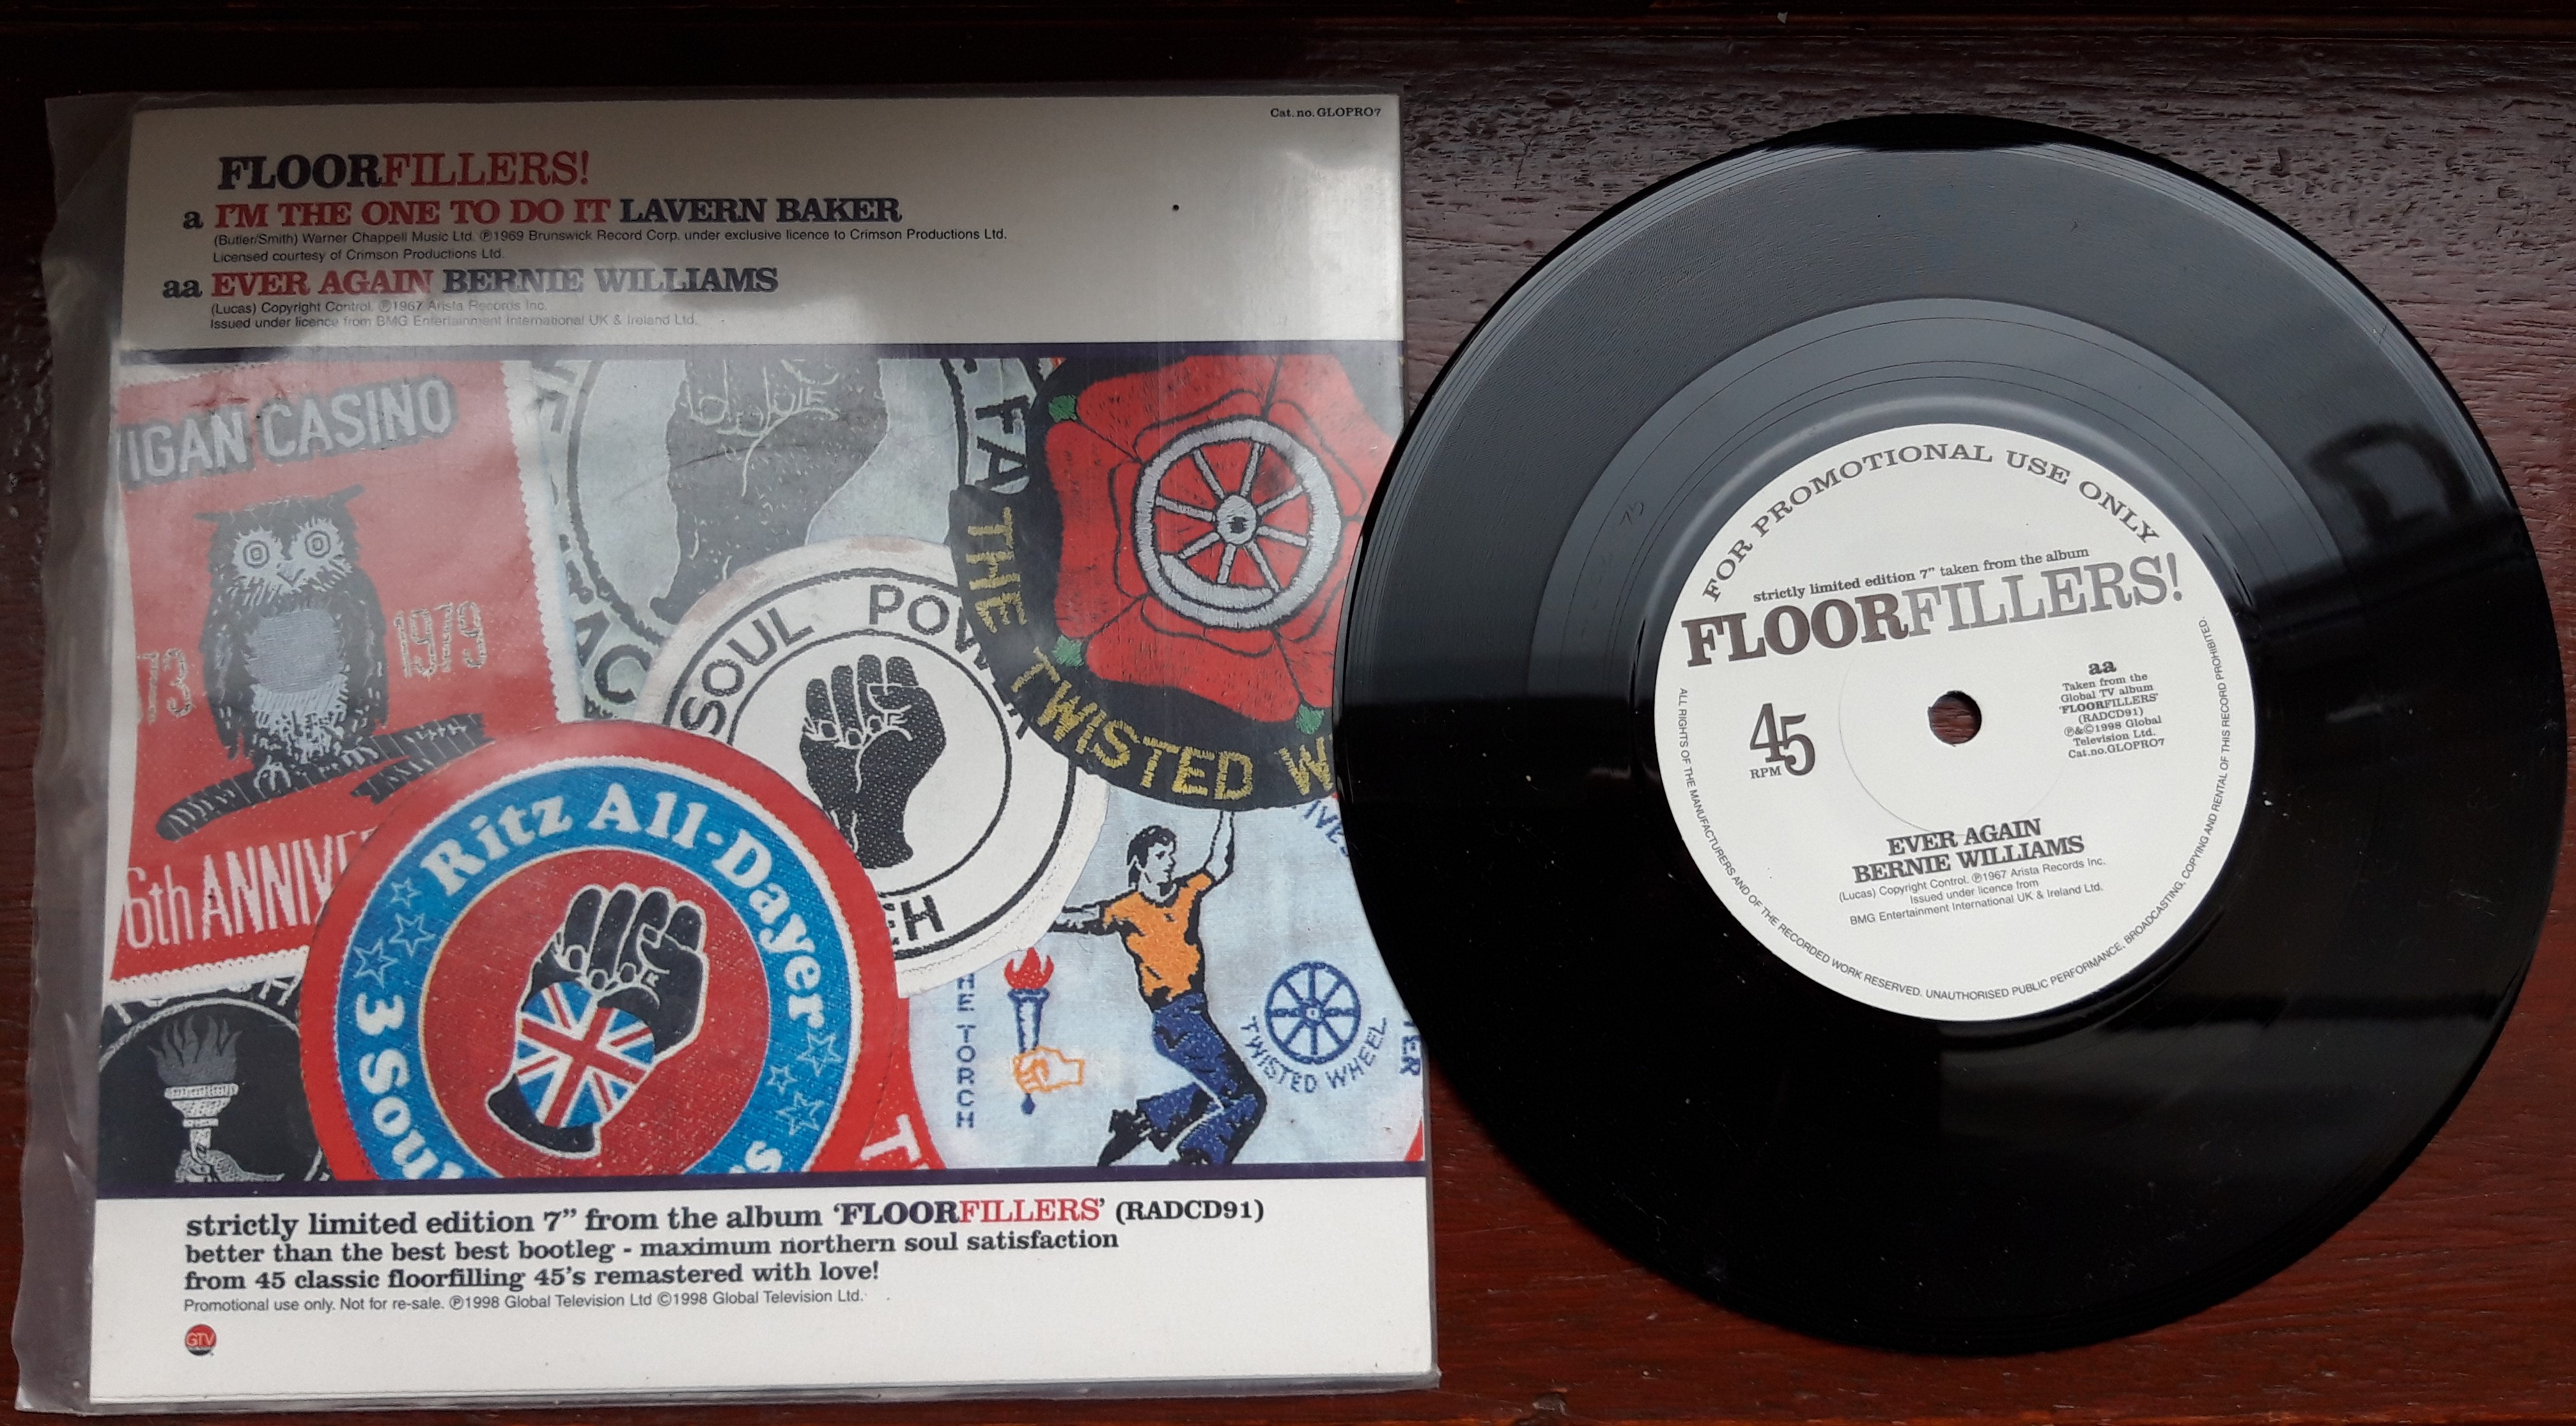 Cat.no.GLOPRO7
FLOORFILLERS!
a I'M THE ONE TO DO IT LAVERN BAKER
(Butler/Smith) Warner Chappell Music Ltd. ℗1969 Brunswick Record Corp. under exclusive licence to Crimson Productions Ltd.
Licensed courtesy of Crimson Productions Ltd.
aa EVER AGAIN BERNIE WILLIAMS
(Lucas) Copyright Control. ℗1967 Arista Records Inc.
Issued under licence from BMG Entertainment International UK & Ireland Ltd.
IGAN CASINO
1979
6th ANNIVE
SOUL POWER
THE TWISTED W
Ritz All-Dayer
3 Soul
THE TORCH
TWISTED WHEEL
strictly limited edition 7” from the album ‘FLOORFILLERS’ (RADCD91)
better than the best best bootleg - maximum northern soul satisfaction
from 45 classic floorfilling 45's remastered with love!
Promotional use only. Not for re-sale. ℗1998 Global Television Ltd ©1998 Global Television Ltd.
GTV
FOR PROMOTIONAL USE ONLY
strictly limited edition 7” taken from the album
FLOORFILLERS!
45
RPM
aa
Taken from the
Global TV album
'FLOORFILLERS'
(RADCD91)
℗&©1998 Global
Television Ltd.
Cat.no.GLOPRO7
EVER AGAIN
BERNIE WILLIAMS
(Lucas) Copyright Control. ℗1967 Arista Records Inc.
Issued under licence from
BMG Entertainment International UK & Ireland Ltd.
ALL RIGHTS OF THE MANUFACTURERS AND OF THE RECORDED WORK RESERVED. UNAUTHORISED PUBLIC PERFORMANCE, BROADCASTING, COPYING AND RENTAL OF THIS RECORD PROHIBITED.